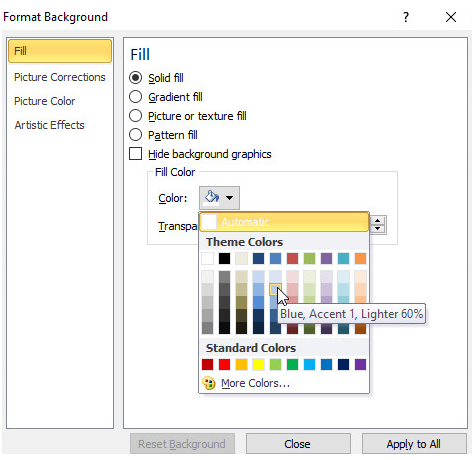 Format Background
?
Fill
Picture Corrections
Picture Color
Artistic Effects
Fill
Solid fill
Gradient fill
Picture or texture fill
Pattern fill
Hide background graphics
Fill Color
Color:
Transpa
Automatic
Theme Colors
Blue, Accent 1, Lighter 60%
Standard Colors
More Colors...
Reset Background
Close
Apply to All